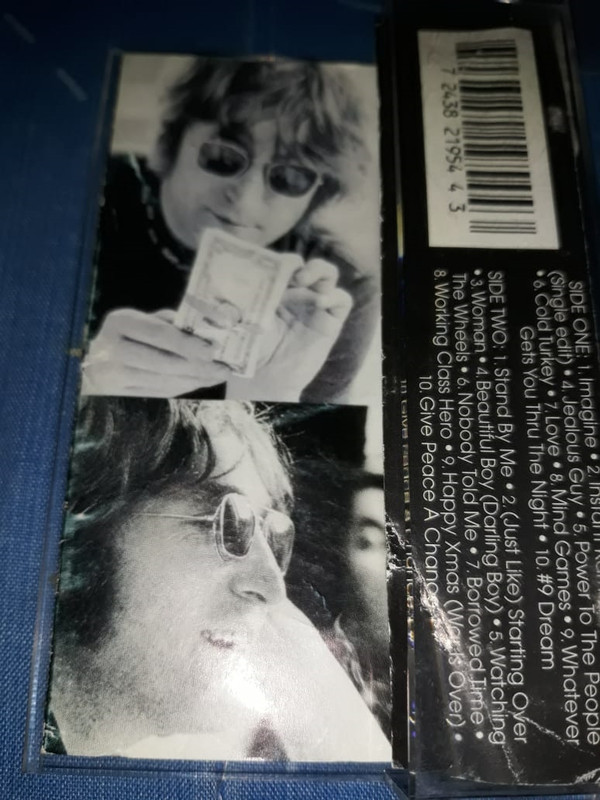 7 2438 21954 4 3
SIDE ONE: 1. Imagine • 2.
(Single edit) • 4. Jealous Guy • 5. Power To The People
• 6. Cold Turkey • 7. Love • 8. Mind Games • 9. Whatever
Gets You Thru The Night • 10. #9 Dream
SIDE TWO: 1. Stand By Me • 2. (Just Like) Starting Over
• 3. Woman • 4. Beautiful Boy (Darling Boy) • 5. Watching
The Wheels • 6. Nobody Told Me • 7. Borrowed Time •
8. Working Class Hero • 9. Happy Xmas (War Is Over) •
10. Give Peace A Chance